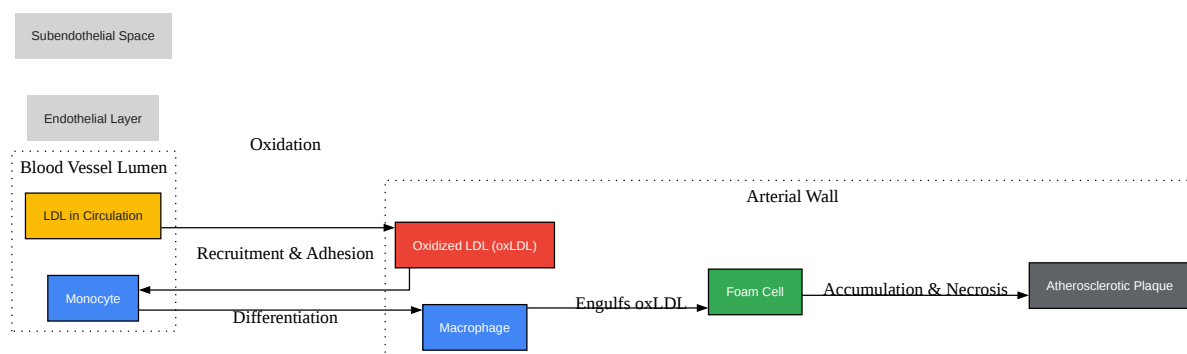 Subendothelial Space
Endothelial Layer
Oxidation
Blood Vessel Lumen
Arterial Wall
LDL in Circulation
Oxidized LDL (oxLDL)
Recruitment & Adhesion
Monocyte
Foam Cell
Accumulation & Necrosis
Atherosclerotic Plaque
Engulfs oxLDL
Differentiation
Macrophage